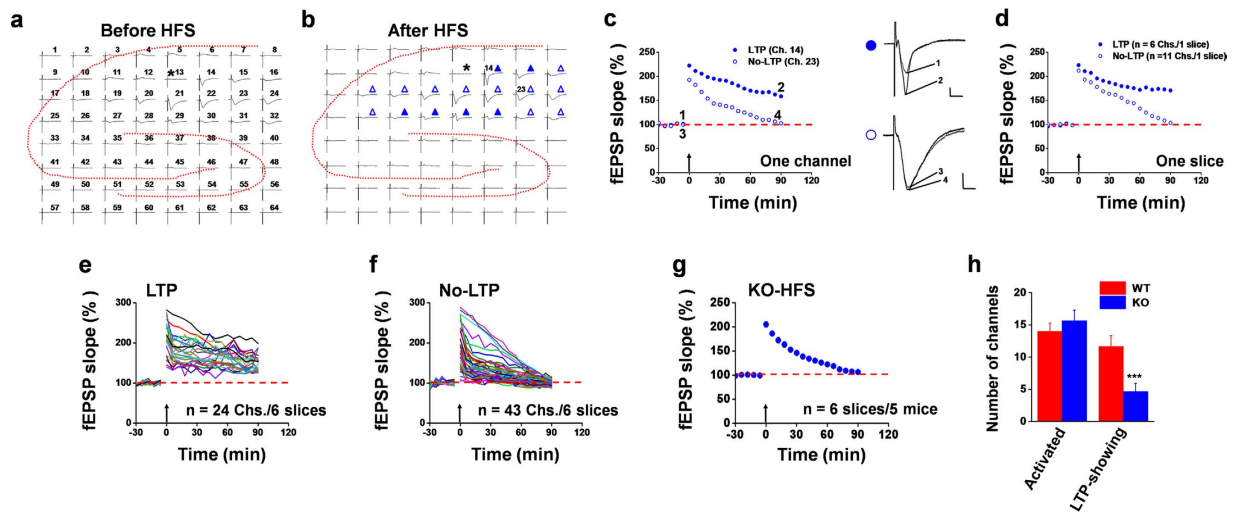 a
Before HFS
1 2 3 4 5 6 7 8
9 10 11 12 *13 14 15 16
17 18 19 20 21 22 23 24
25 26 27 28 29 30 31 32
33 34 35 36 37 38 39 40
41 42 43 44 45 46 47 48
49 50 51 52 53 54 55 56
57 58 59 60 61 62 63 64
b
After HFS
* 14
23
c
fEPSP slope (%)
250
200
150
100
50
0
LTP (Ch. 14)
No-LTP (Ch. 23)
2
1
4
3
One channel
-30 0 30 60 90 120
Time (min)
1
2
3
4
d
fEPSP slope (%)
250
200
150
100
50
0
LTP (n = 6 Chs./1 slice)
No-LTP (n =11 Chs./1 slice)
One slice
-30 0 30 60 90 120
Time (min)
e
LTP
fEPSP slope (%)
300
200
100
0
n = 24 Chs./6 slices
-30 0 30 60 90 120
Time (min)
f
No-LTP
fEPSP slope (%)
300
200
100
0
n = 43 Chs./6 slices
-30 0 30 60 90 120
Time (min)
g
KO-HFS
fEPSP slope (%)
250
200
150
100
50
0
n = 6 slices/5 mice
-30 0 30 60 90 120
Time (min)
h
WT
KO
Number of channels
20
15
10
5
0
***
Activated
LTP-showing